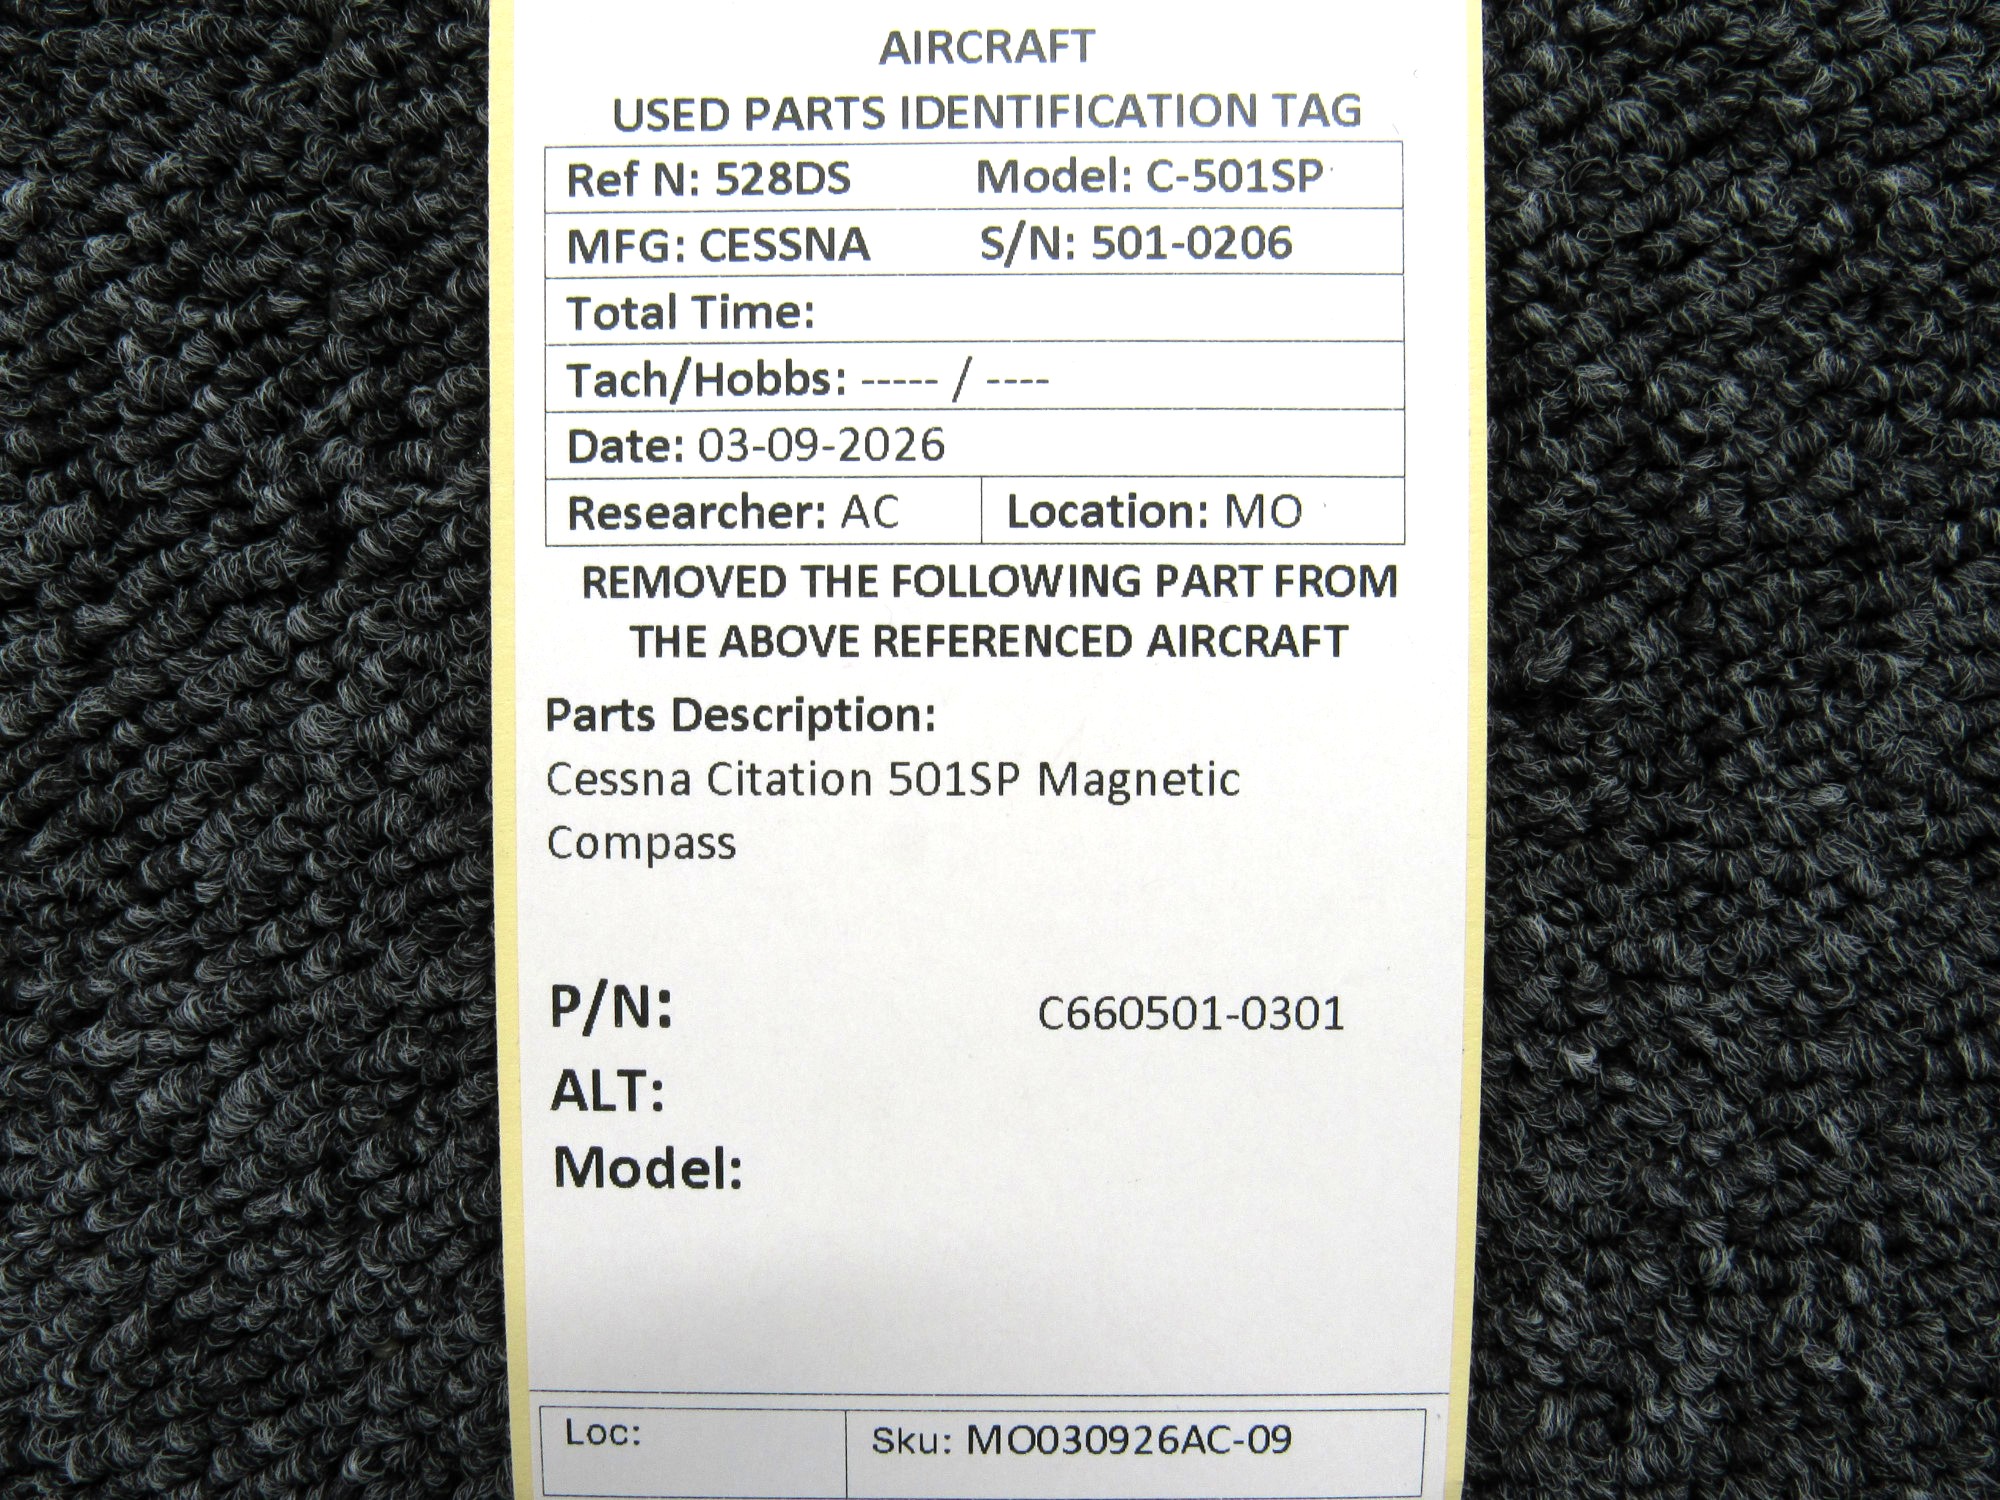 AIRCRAFT
USED PARTS IDENTIFICATION TAG
Ref N: 528DS Model: C-501SP
MFG: CESSNA S/N: 501-0206
Total Time:
Tach/Hobbs: ----- / ----
Date: 03-09-2026
Researcher: AC Location: MO
REMOVED THE FOLLOWING PART FROM
THE ABOVE REFERENCED AIRCRAFT
Parts Description:
Cessna Citation 501SP Magnetic
Compass
P/N: C660501-0301
ALT:
Model:
Loc: Sku: MO030926AC-09